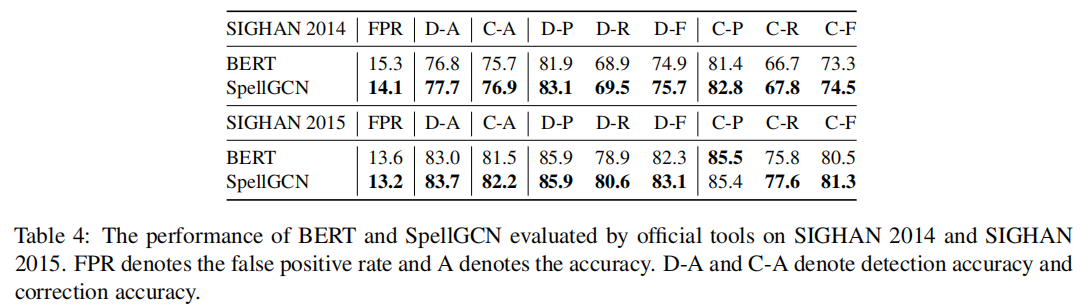 SIGHAN 2014 FPR D-A C-A D-P D-R D-F C-P C-R C-F
BERT 15.3 76.8 75.7 81.9 68.9 74.9 81.4 66.7 73.3
SpellGCN 14.1 77.7 76.9 83.1 69.5 75.7 82.8 67.8 74.5
SIGHAN 2015 FPR D-A C-A D-P D-R D-F C-P C-R C-F
BERT 13.6 83.0 81.5 85.9 78.9 82.3 85.5 75.8 80.5
SpellGCN 13.2 83.7 82.2 85.9 80.6 83.1 85.4 77.6 81.3
Table 4: The performance of BERT and SpellGCN evaluated by official tools on SIGHAN 2014 and SIGHAN
2015. FPR denotes the false positive rate and A denotes the accuracy. D-A and C-A denote detection accuracy and
correction accuracy.